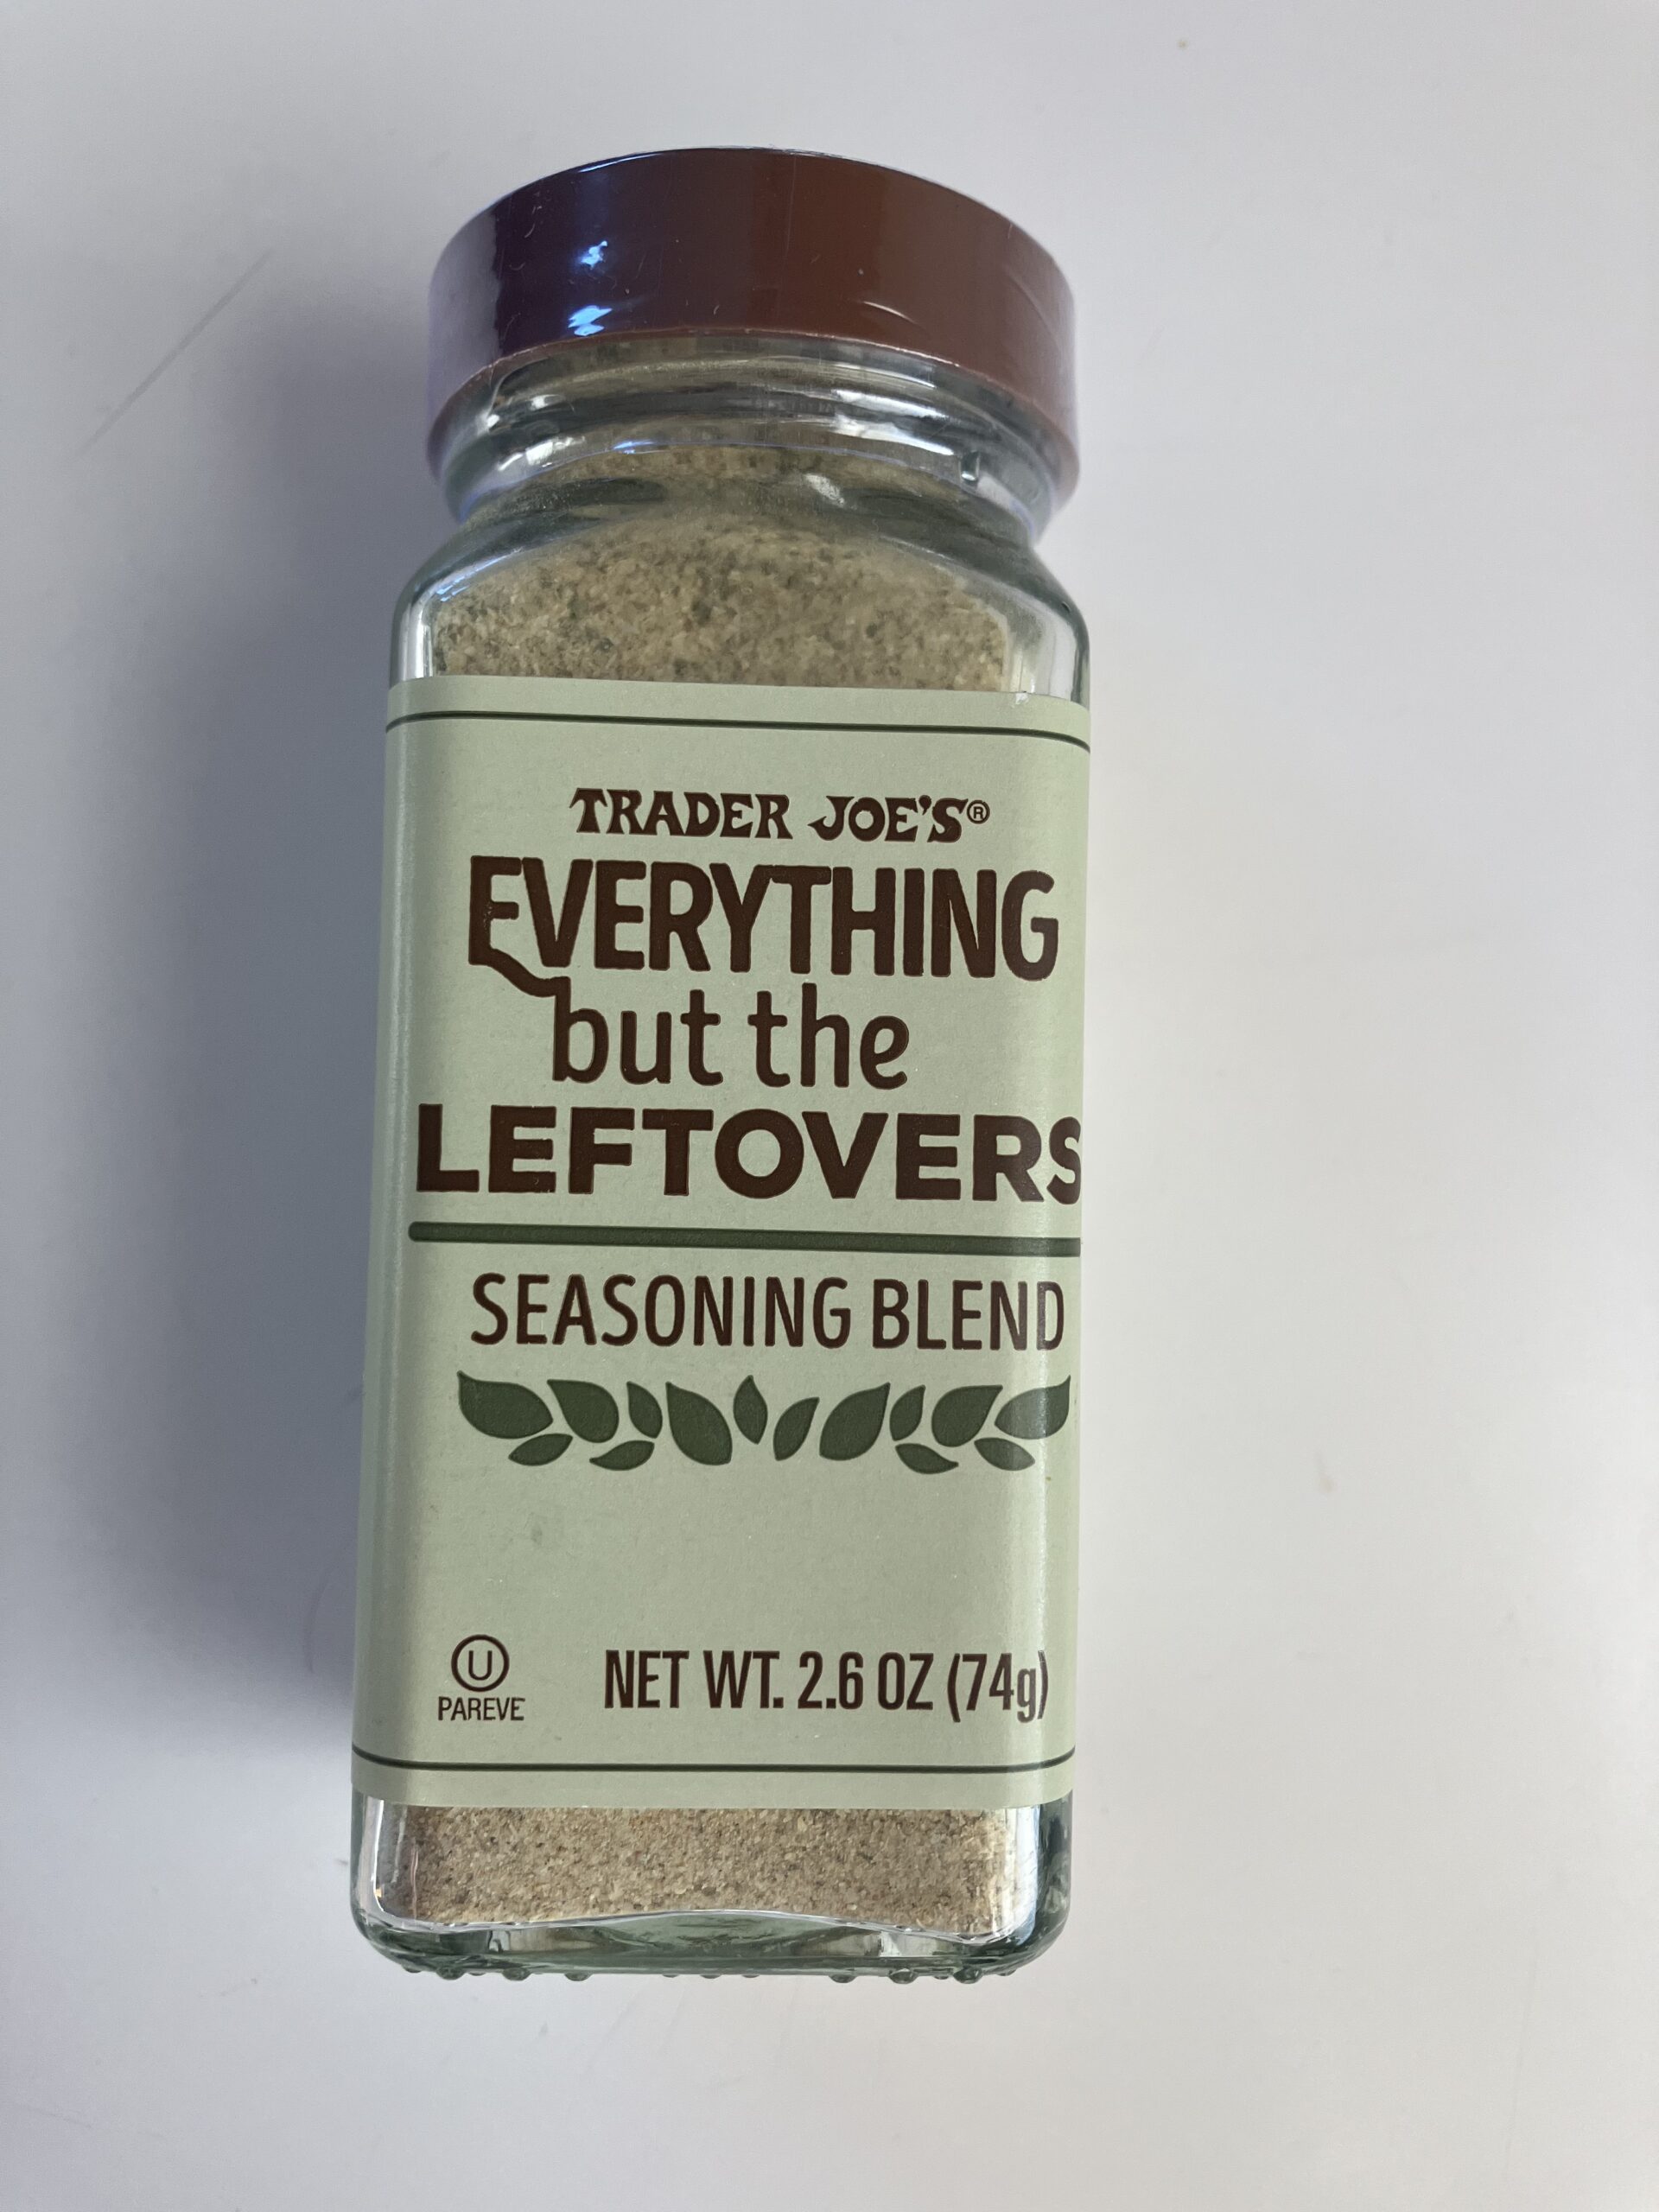 TRADER JOE'S®
EVERYTHING
but the
LEFTOVERS
SEASONING BLEND
U
PAREVE
NET WT. 2.6 OZ (74g)